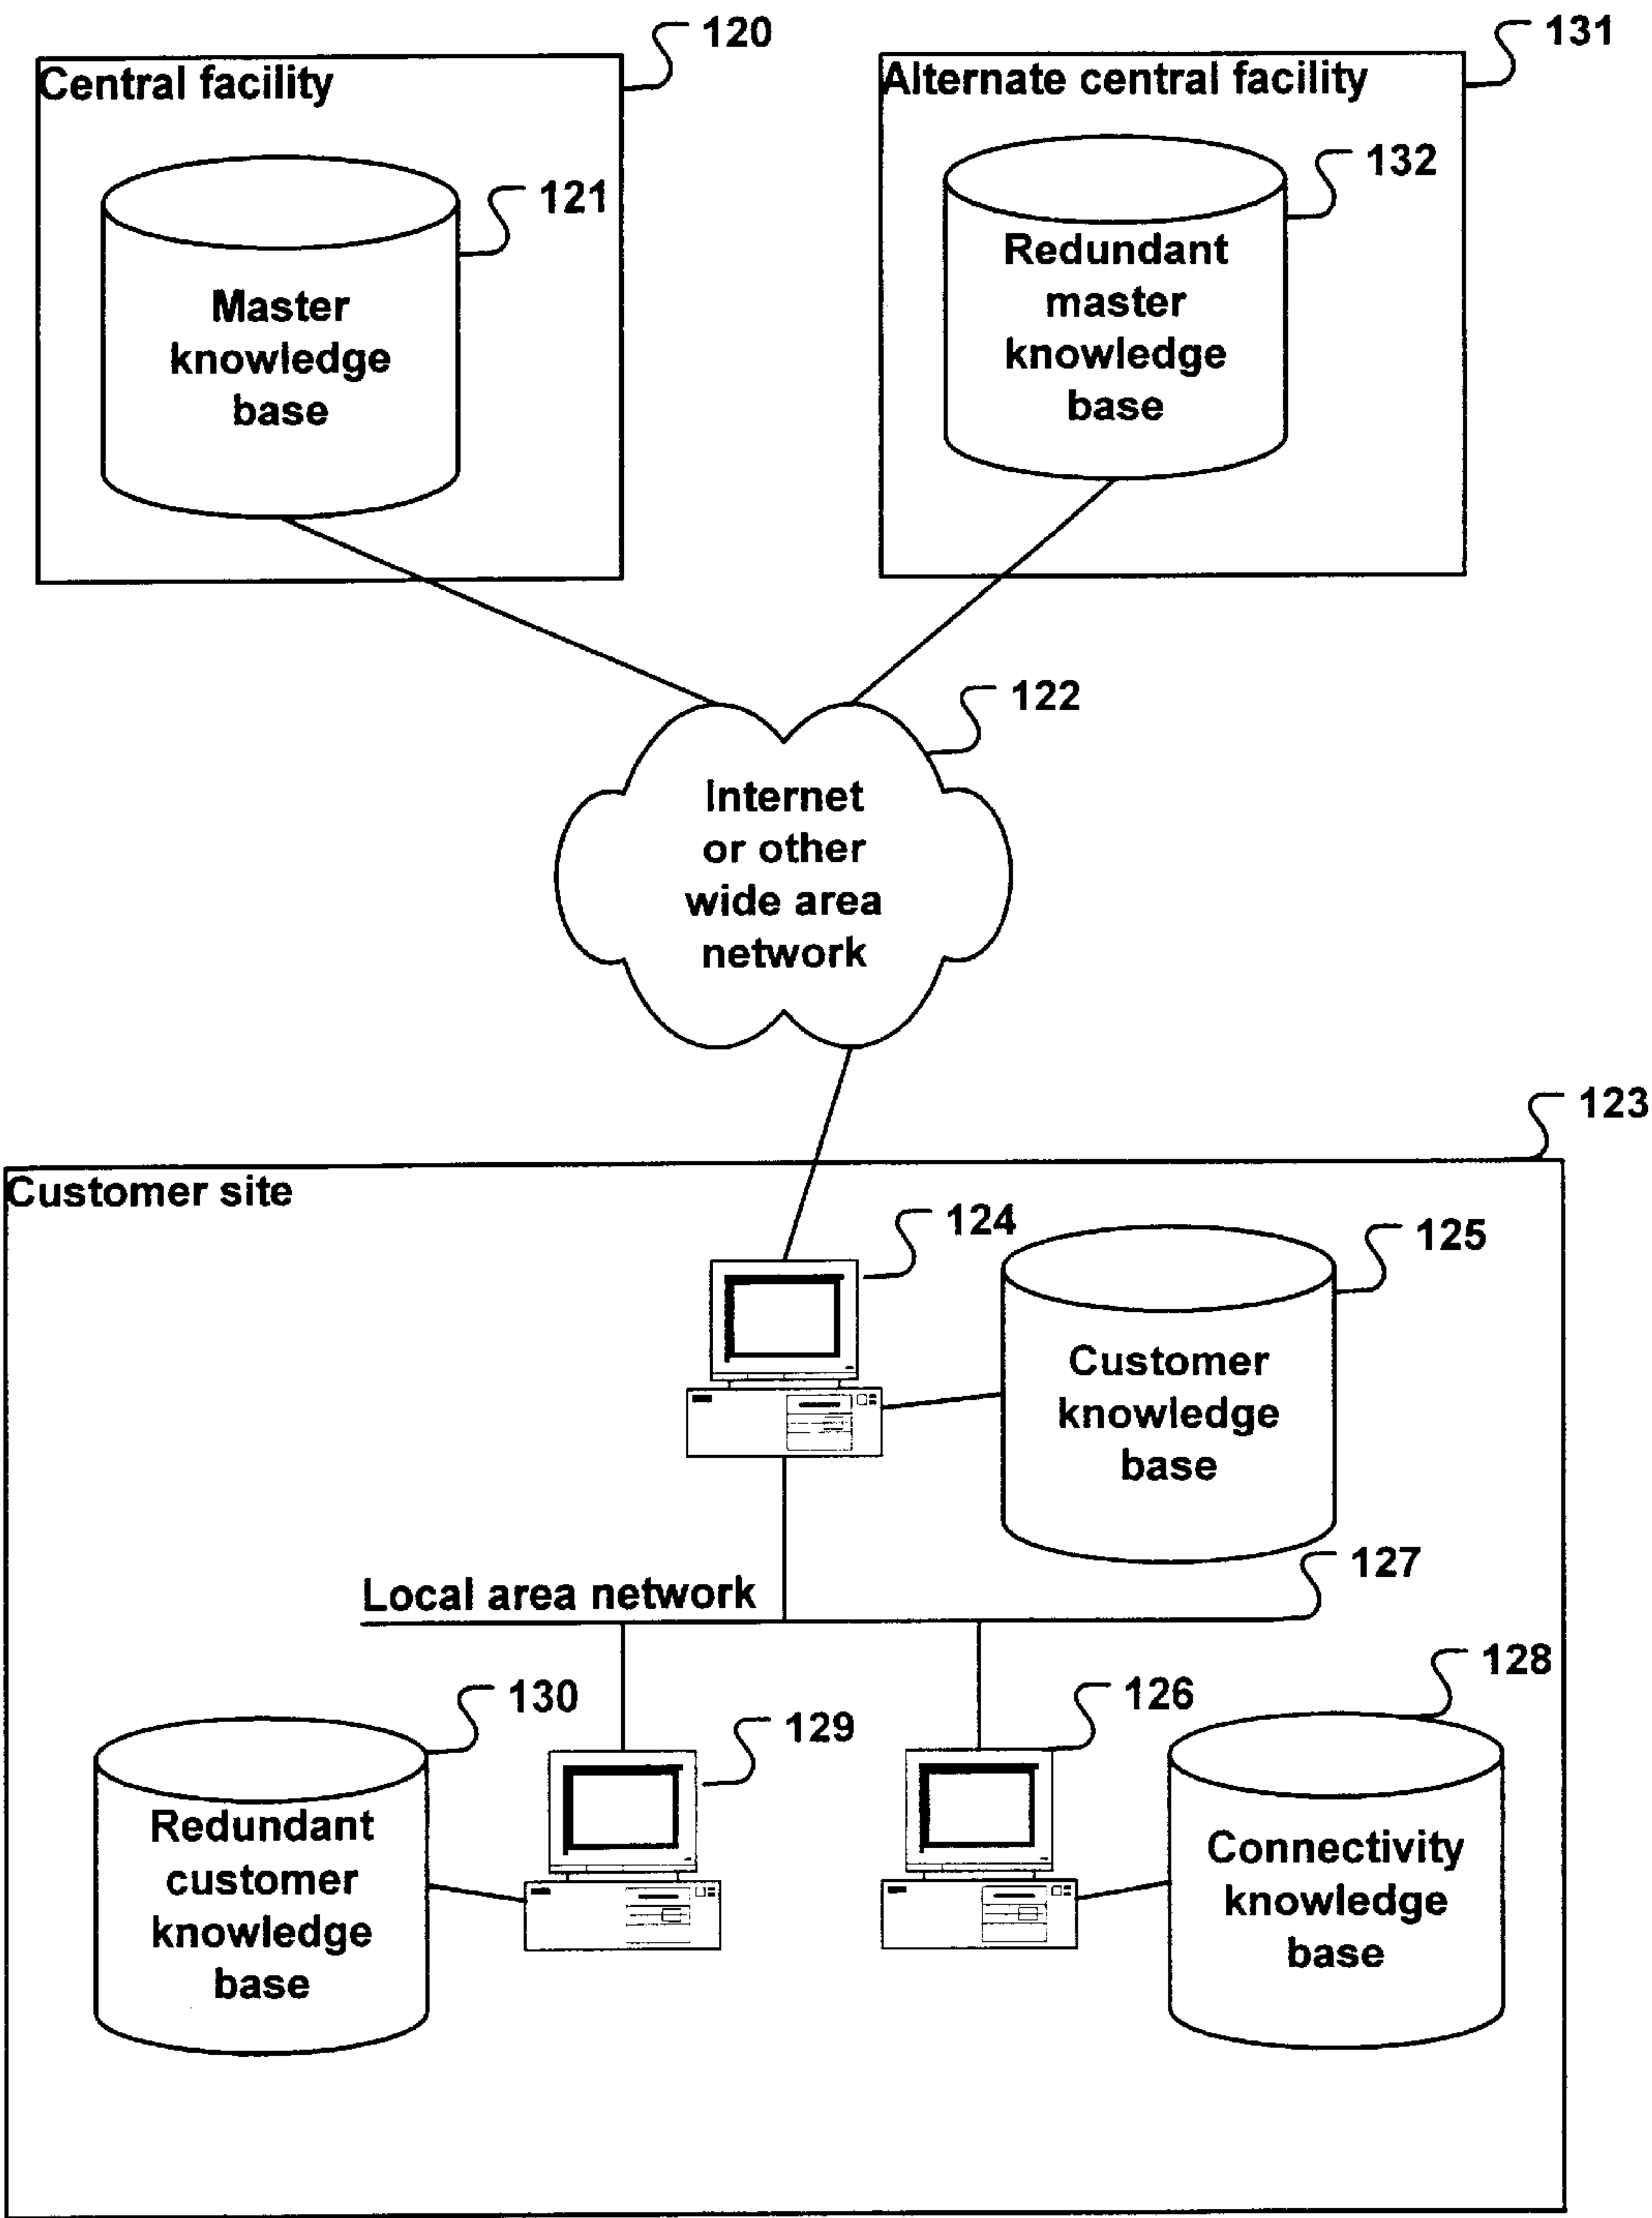 120
Central facility
121
Master
knowledge
base
131
Alternate central facility
132
Redundant
master
knowledge
base
122
Internet
or other
wide area
network
123
Customer site
124
125
Customer
knowledge
base
Local area network
127
130
Redundant
customer
knowledge
base
129
126
128
Connectivity
knowledge
base